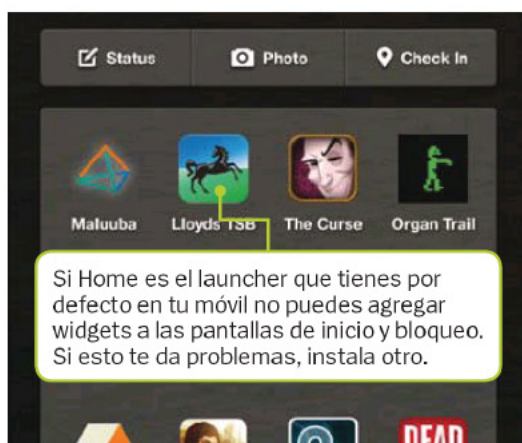 Status Photo Check In
Maluuba Lloyds TSB The Curse Organ Trail
Si Home es el launcher que tienes por
defecto en tu móvil no puedes agregar
widgets a las pantallas de inicio y bloqueo.
Si esto te da problemas, instala otro.
DEAD